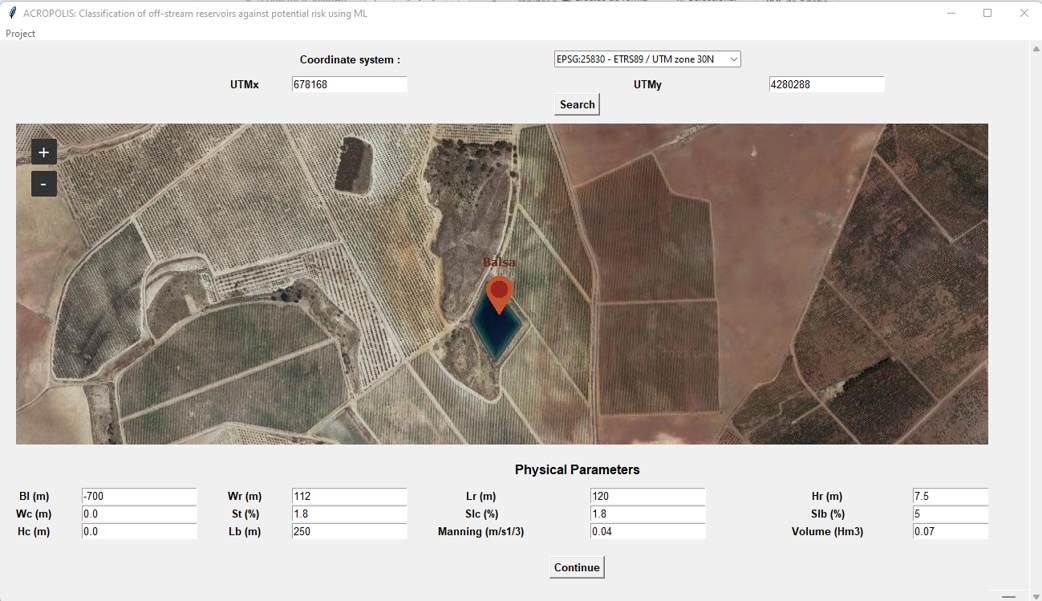 ACROPOLIS: Classification of off-stream reservoirs against potential risk using ML
Project
Coordinate system : EPSG:25830 - ETRS89 / UTM zone 30N
UTMx 678168 UTMy 4280288
Search
+
-
Balsa
Physical Parameters
Bl (m) -700 Wr (m) 112 Lr (m) 120 Hr (m) 7.5
Wc (m) 0.0 St (%) 1.8 Slc (%) 1.8 Slb (%) 5
Hc (m) 0.0 Lb (m) 250 Manning (m/s1/3) 0.04 Volume (Hm3) 0.07
Continue